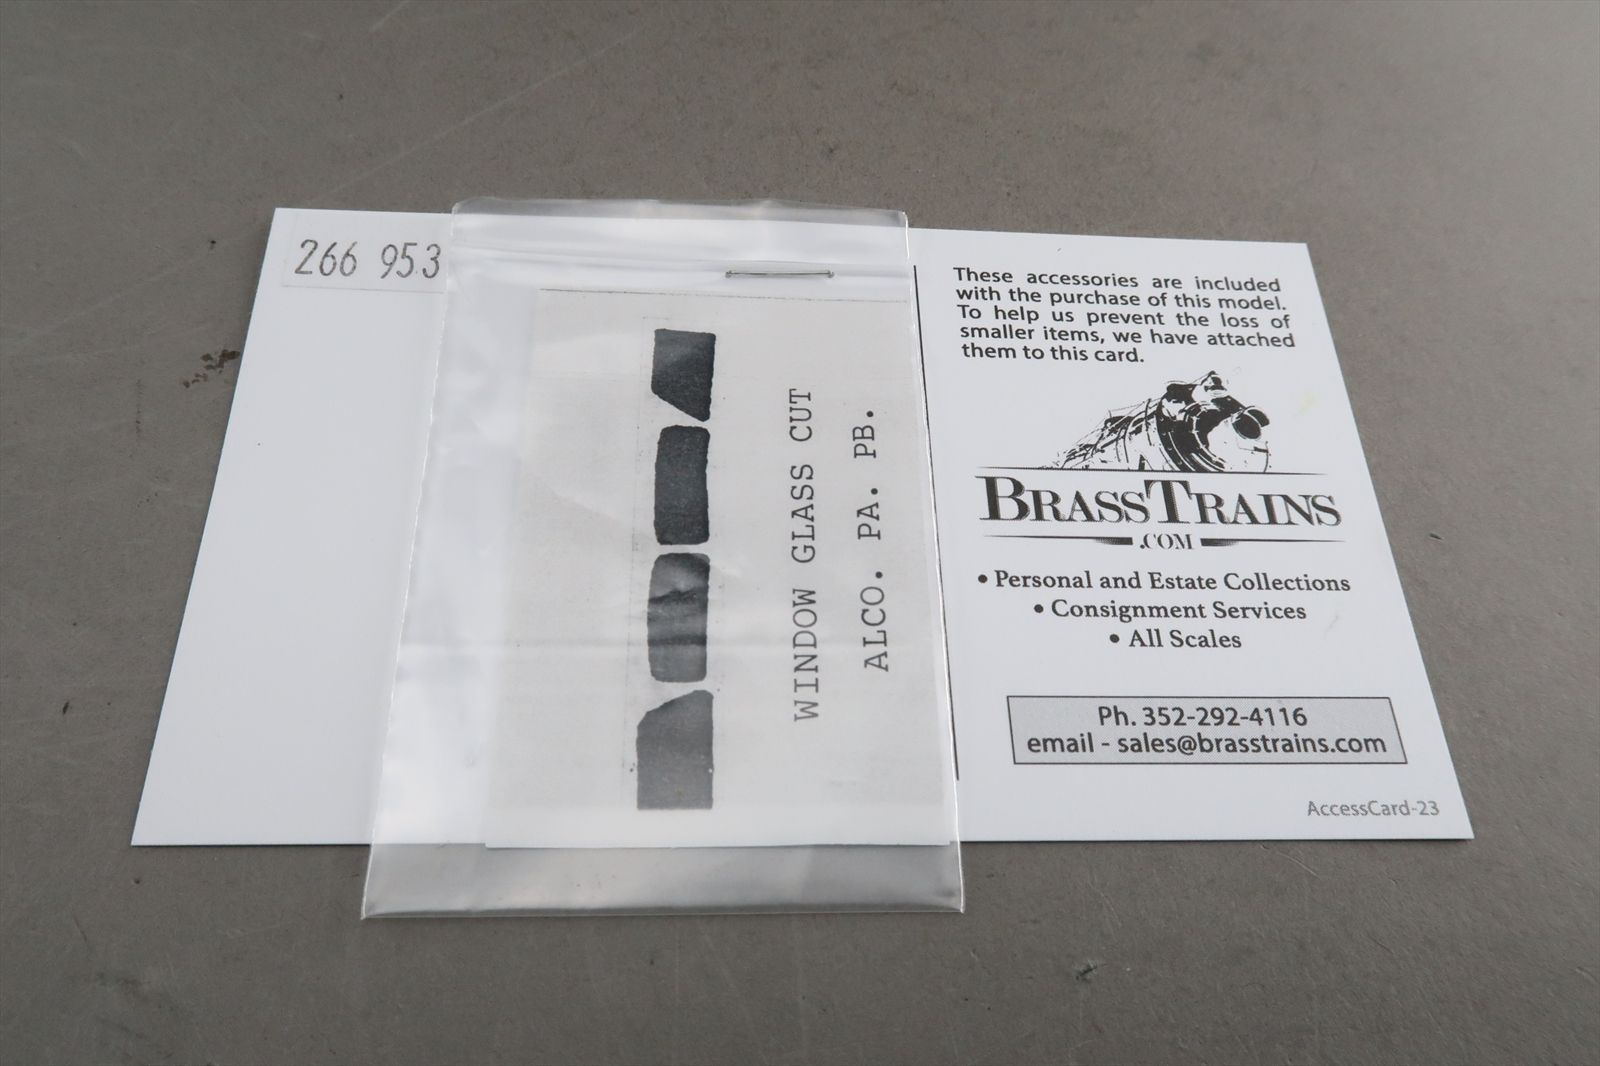 266 953
WINDOW GLASS CUT
ALCO. PA. PB.
These accessories are included
with the purchase of this model.
To help us prevent the loss of
smaller items, we have attached
them to this card.
BRASSTRAINS
.COM
• Personal and Estate Collections
• Consignment Services
• All Scales
Ph. 352-292-4116
email - sales@brasstrains.com
AccessCard-23